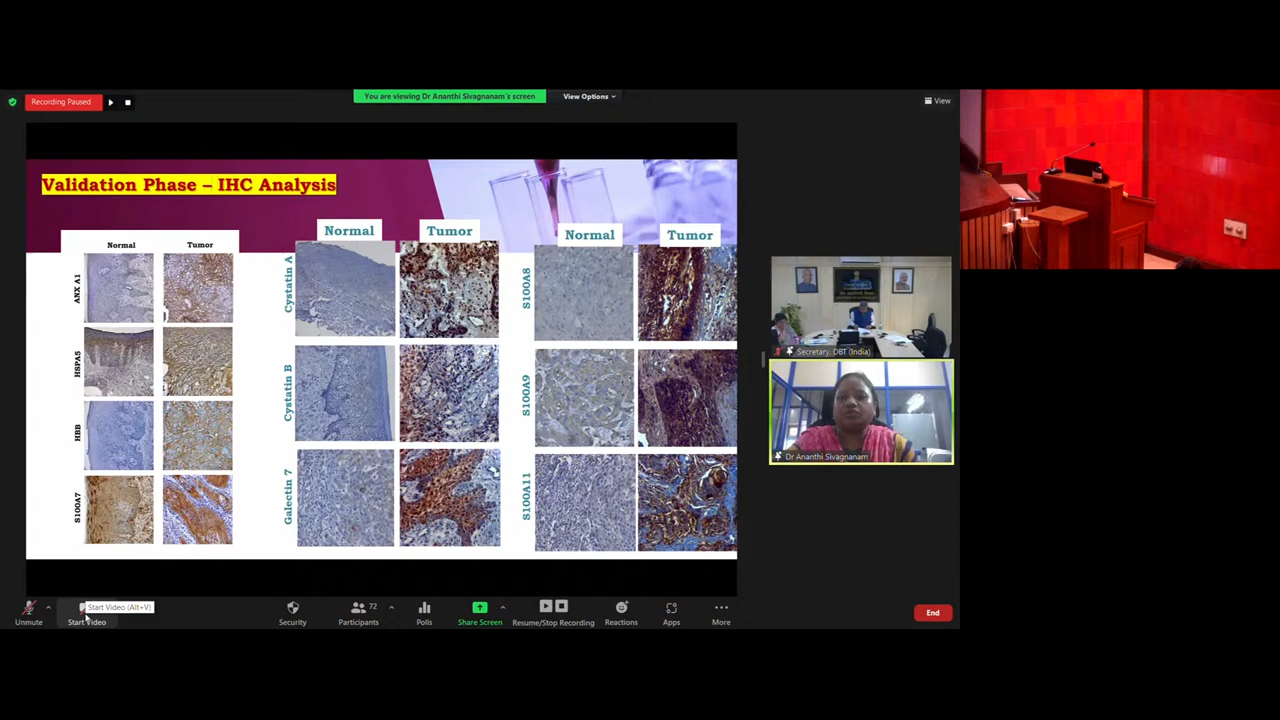 Recording Paused
You are viewing Dr Ananthi Sivagnanam's screen
View Options
View
Validation Phase – IHC Analysis
Normal
Tumor
ANX A1
HSPA5
HBB
S100A7
Normal
Tumor
Cystatin A
Cystatin B
Galectin 7
Normal
Tumor
S100A8
S100A9
S100A11
Secretary, DBT (India)
Dr Ananthi Sivagnanam
Start Video (Alt+V)
Unmute
Start Video
Security
72
Participants
Polls
Share Screen
Resume/Stop Recording
Reactions
Apps
More
End